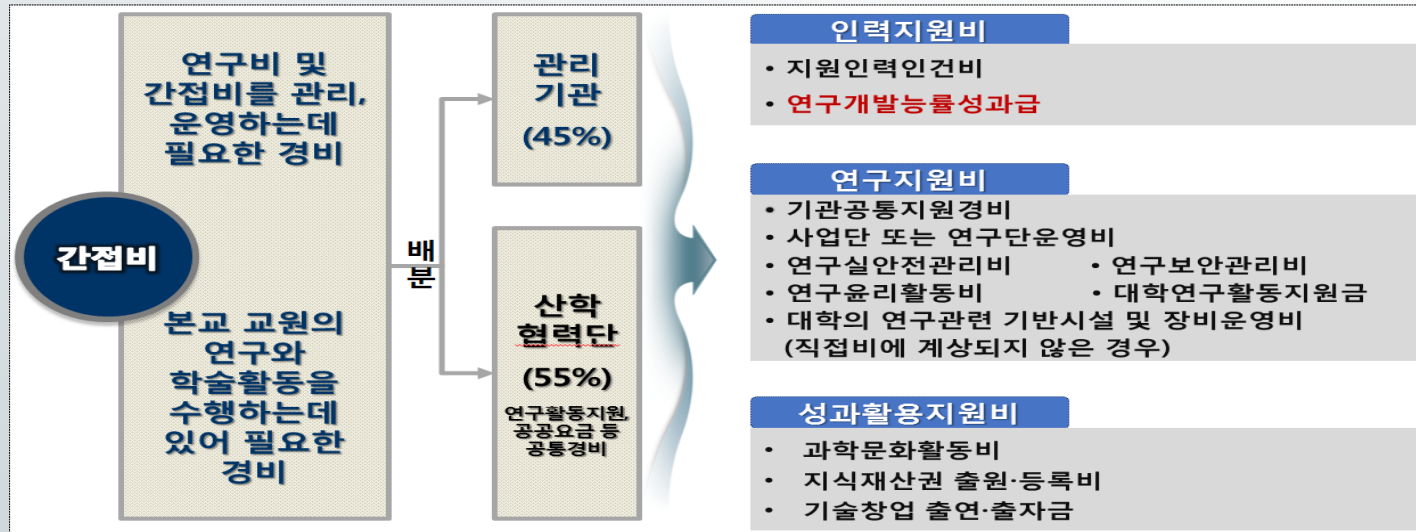 간접비
연구비 및
간접비를 관리,
운영하는데
필요한 경비
본교 교원의
연구와
학술활동을
수행하는데
있어 필요한
경비
배
분
관리
기관
(45%)
산학
협력단
(55%)
연구활동지원,
공공요금 등
공통경비
인력지원비
• 지원인력인건비
• 연구개발능률성과급
연구지원비
• 기관공통지원경비
• 사업단 또는 연구단운영비
• 연구실안전관리비 • 연구보안관리비
• 연구윤리활동비 • 대학연구활동지원금
• 대학의 연구관련 기반시설 및 장비운영비
(직접비에 계상되지 않은 경우)
성과활용지원비
• 과학문화활동비
• 지식재산권 출원·등록비
• 기술창업 출연·출자금